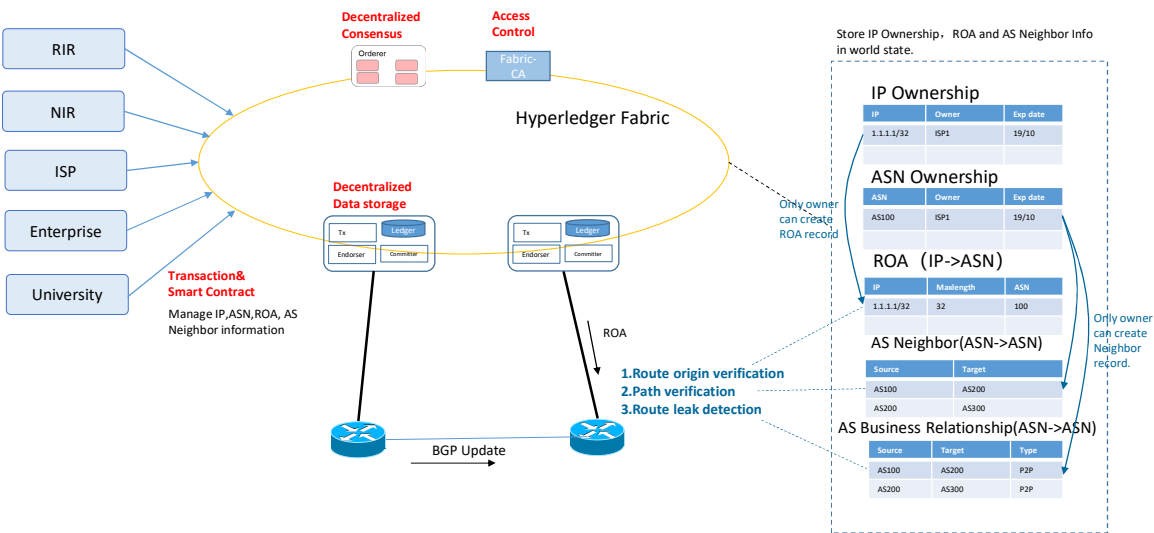 RIR
NIR
ISP
Enterprise
University
Decentralized
Consensus
Orderer
Access
Control
Fabric-
CA
Hyperledger Fabric
Decentralized
Data storage
Tx
Ledger
Endorser
Committer
Tx
Ledger
Endorser
Committer
Transaction&
Smart Contract
Manage IP,ASN,ROA, AS
Neighbor information
ROA
1.Route origin verification
2.Path verification
3.Route leak detection
BGP Update
Store IP Ownership，ROA and AS Neighbor Info
in world state.
IP Ownership
IP Owner Exp date
1.1.1.1/32 ISP1 19/10
Only owner
can create
ROA record
ASN Ownership
ASN Owner Exp date
AS100 ISP1 19/10
ROA（IP->ASN）
IP Maxlength ASN
1.1.1.1/32 32 100
Only owner
can create
Neighbor
record.
AS Neighbor(ASN->ASN)
Source Target
AS100 AS200
AS200 AS300
AS Business Relationship(ASN->ASN)
Source Target Type
AS100 AS200 P2P
AS200 AS300 P2P